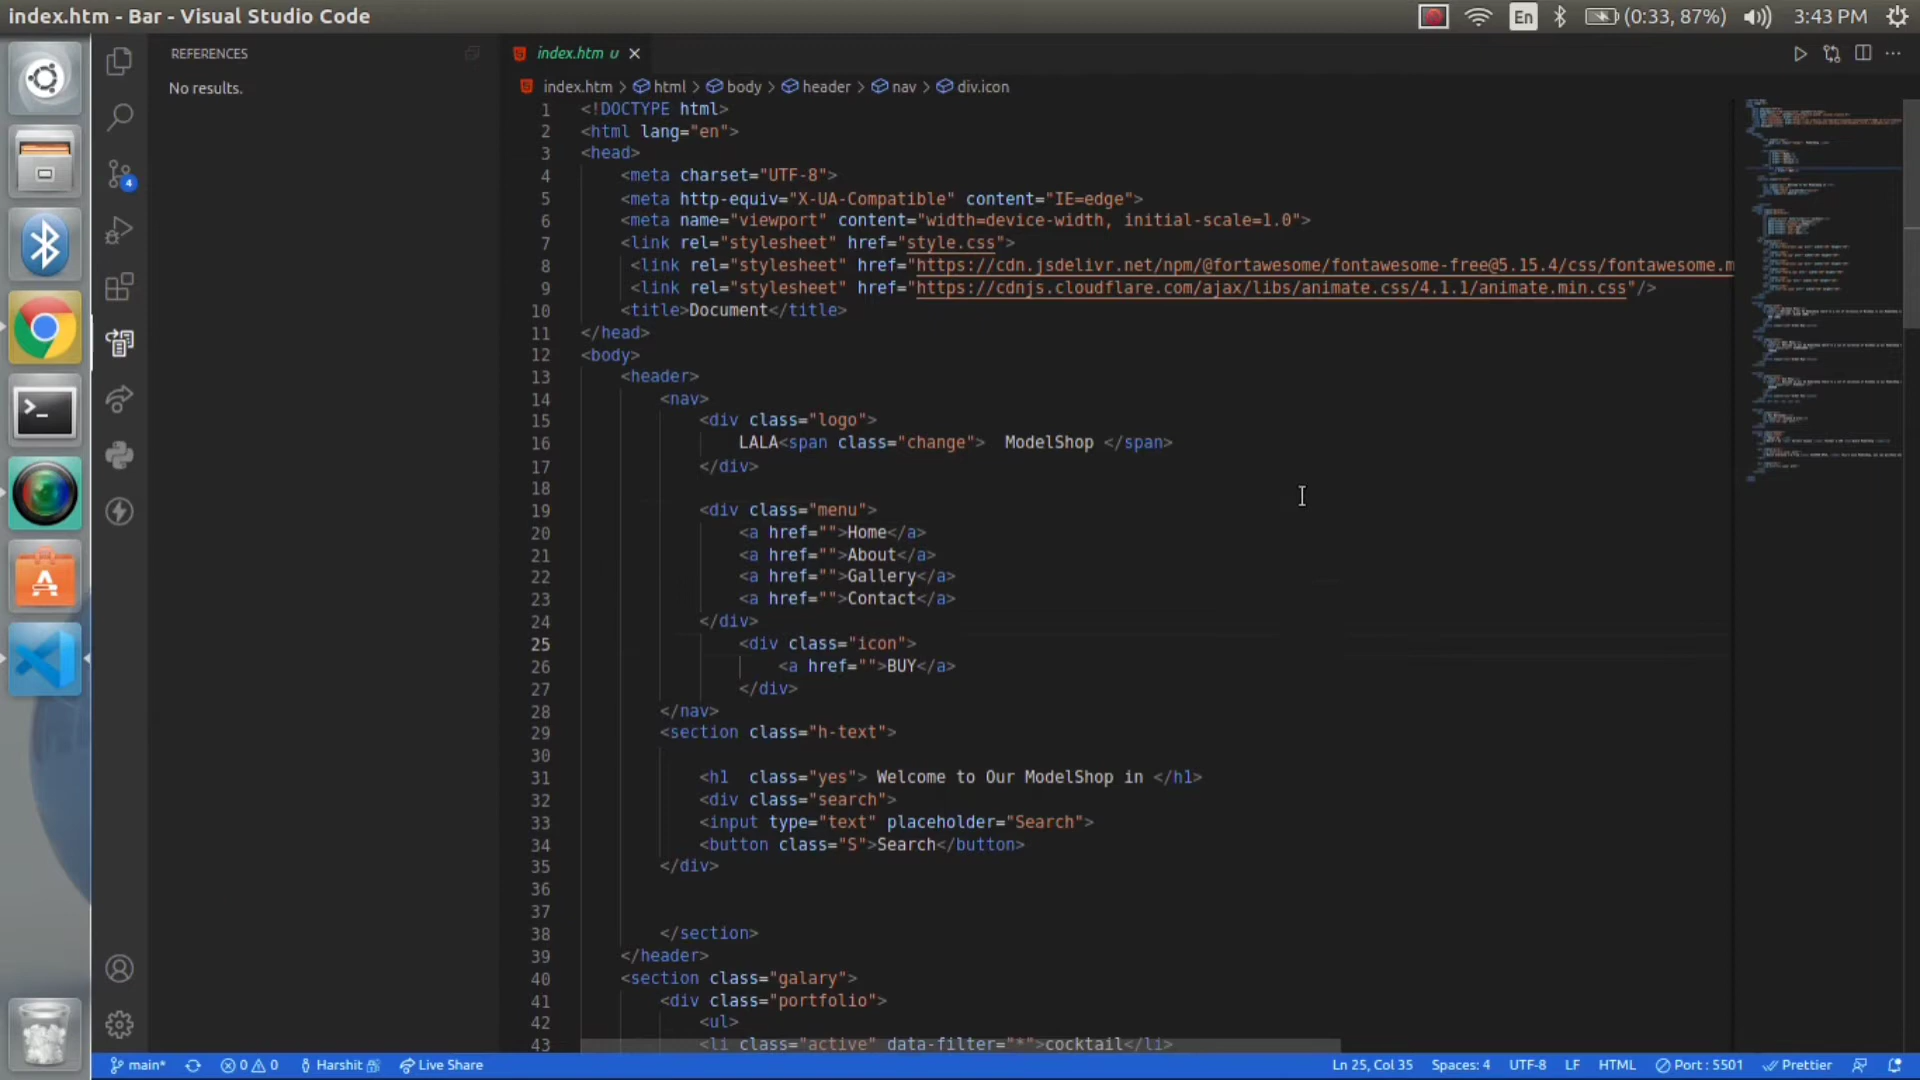 index.htm - Bar - Visual Studio Code
En
(0:33, 87%)
3:43 PM
REFERENCES
No results.
4
index.htm U
index.htm > html > body > header > nav > div.icon
1 <!DOCTYPE html>
2 <html lang="en">
3 <head>
4 <meta charset="UTF-8">
5 <meta http-equiv="X-UA-Compatible" content="IE=edge">
6 <meta name="viewport" content="width=device-width, initial-scale=1.0">
7 <link rel="stylesheet" href="style.css">
8 <link rel="stylesheet" href="https://cdn.jsdelivr.net/npm/@fortawesome/fontawesome-free@5.15.4/css/fontawesome.m
9 <link rel="stylesheet" href="https://cdnjs.cloudflare.com/ajax/libs/animate.css/4.1.1/animate.min.css"/>
10 <title>Document</title>
11 </head>
12 <body>
13 <header>
14 <nav>
15 <div class="logo">
16 LALA<span class="change">  ModelShop </span>
17 </div>
18
19 <div class="menu">
20 <a href="">Home</a>
21 <a href="">About</a>
22 <a href="">Gallery</a>
23 <a href="">Contact</a>
24 </div>
25 <div class="icon">
26 <a href="">BUY</a>
27 </div>
28 </nav>
29 <section class="h-text">
30
31 <h1  class="yes"> Welcome to Our ModelShop in </h1>
32 <div class="search">
33 <input type="text" placeholder="Search">
34 <button class="S">Search</button>
35 </div>
36
37
38 </section>
39 </header>
40 <section class="galary">
41 <div class="portfolio">
42 <ul>
43 <li class="active" data-filter="*">cocktail</li>
main* 0 0 Harshit Live Share Ln 25, Col 35 Spaces: 4 UTF-8 LF HTML Port : 5501 Prettier